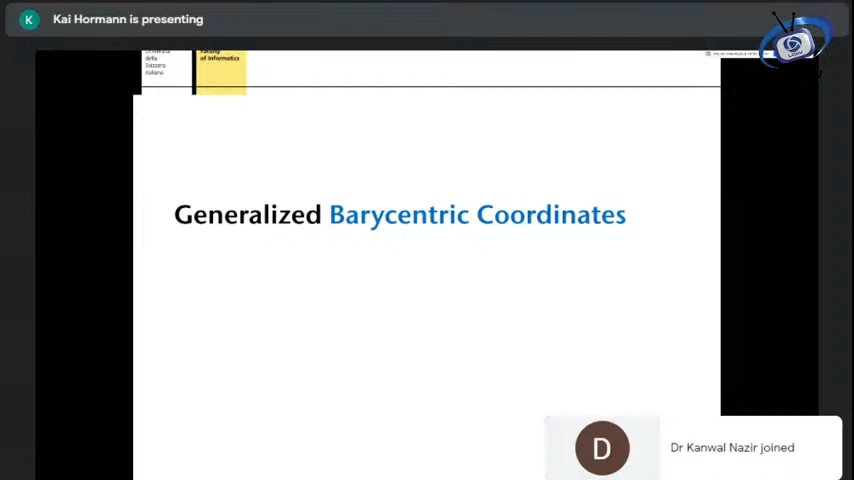 K Kai Hormann is presenting
della
Svizzera
italiana
Faculty
of Informatics
Generalized Barycentric Coordinates
D Dr Kanwal Nazir joined